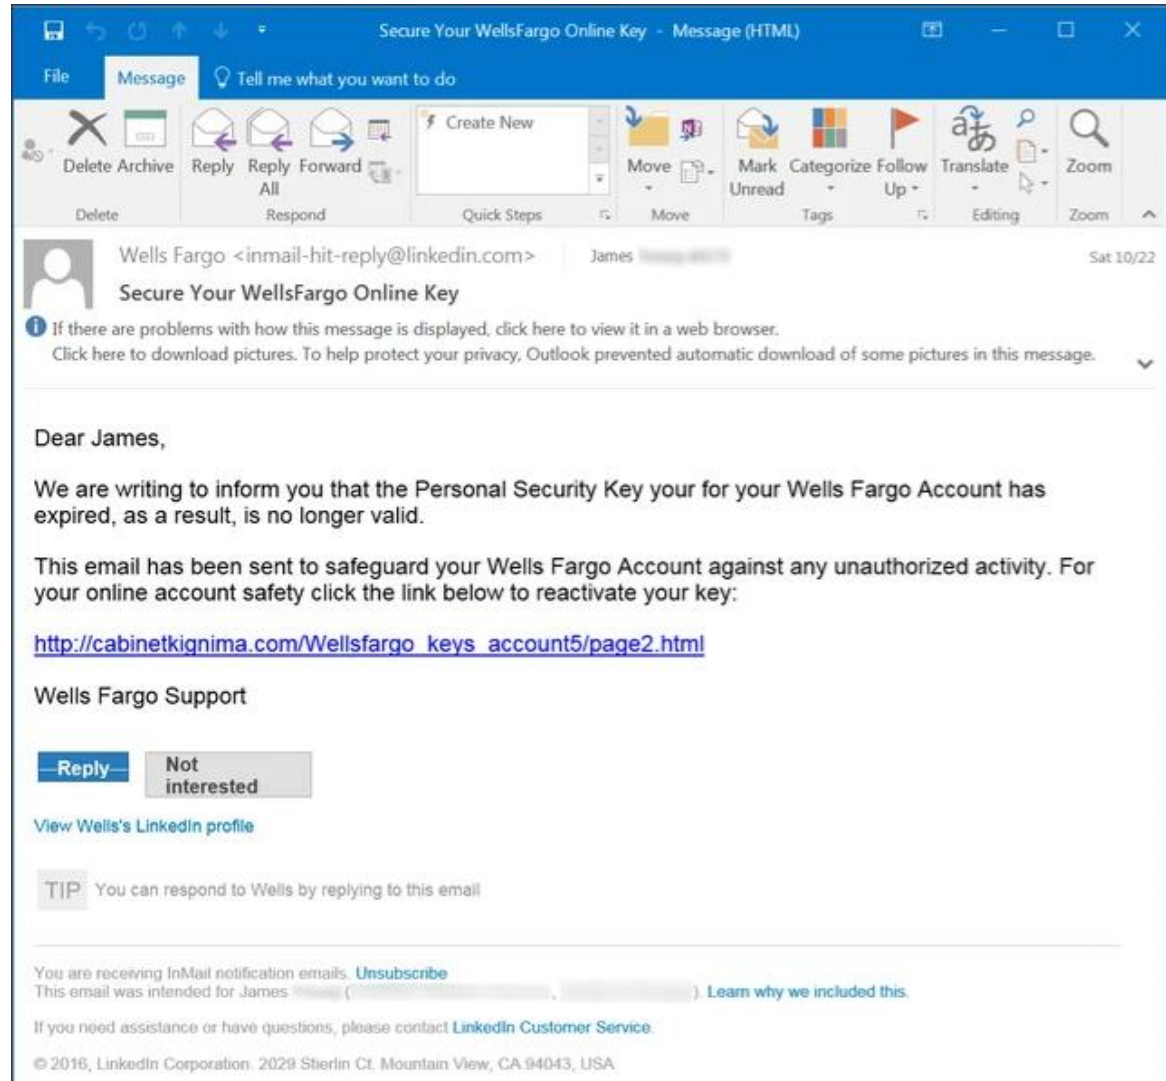 Secure Your WellsFargo Online Key - Message (HTML)
File Message Tell me what you want to do
Create New
Delete Archive Reply Reply All Forward Move Mark Unread Categorize Follow Up Translate Zoom
Delete Respond Quick Steps Move Tags Editing Zoom
Wells Fargo <inmail-hit-reply@linkedin.com> James Sat 10/22
Secure Your WellsFargo Online Key
If there are problems with how this message is displayed, click here to view it in a web browser.
Click here to download pictures. To help protect your privacy, Outlook prevented automatic download of some pictures in this message.
Dear James,
We are writing to inform you that the Personal Security Key your for your Wells Fargo Account has
expired, as a result, is no longer valid.
This email has been sent to safeguard your Wells Fargo Account against any unauthorized activity. For
your online account safety click the link below to reactivate your key:
http://cabinetkignima.com/Wellsfargo_keys_account5/page2.html
Wells Fargo Support
Reply Not
interested
View Wells's LinkedIn profile
TIP You can respond to Wells by replying to this email
You are receiving InMail notification emails. Unsubscribe
This email was intended for James ( , ). Learn why we included this.
If you need assistance or have questions, please contact LinkedIn Customer Service.
© 2016, LinkedIn Corporation. 2029 Stierlin Ct. Mountain View, CA 94043, USA